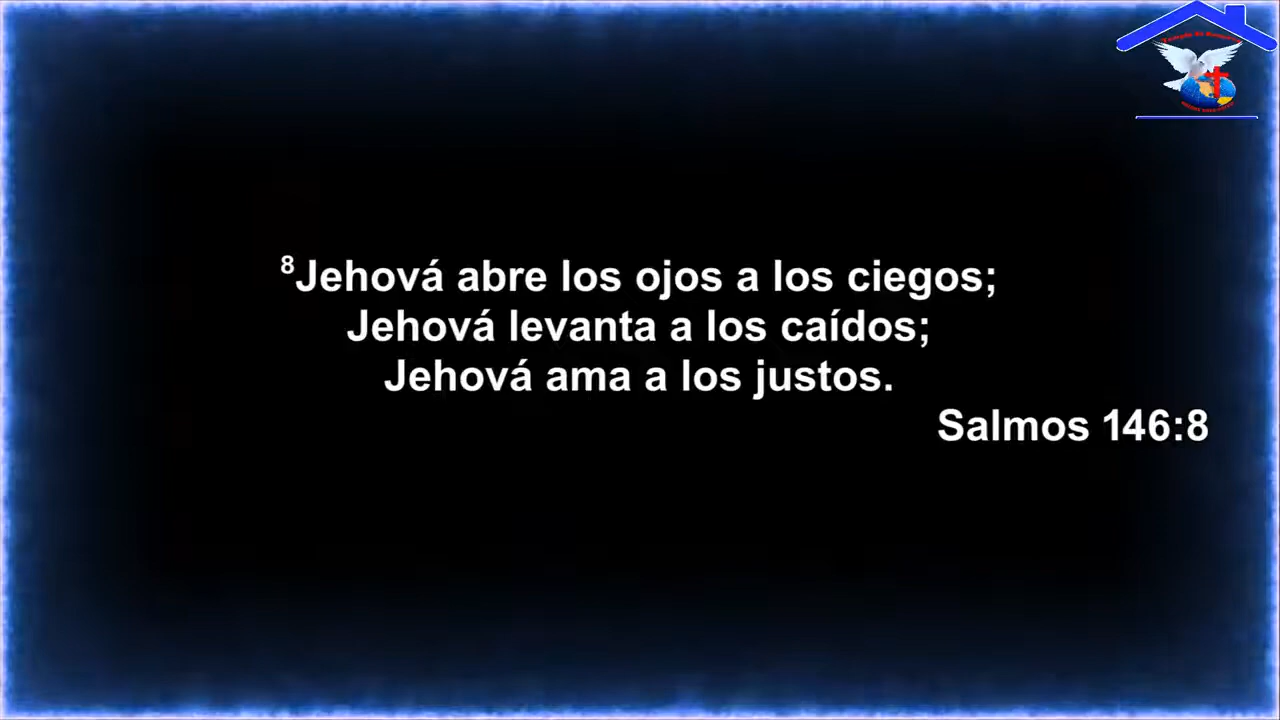 ⁸Jehová abre los ojos a los ciegos;
Jehová levanta a los caídos;
Jehová ama a los justos.
Salmos 146:8